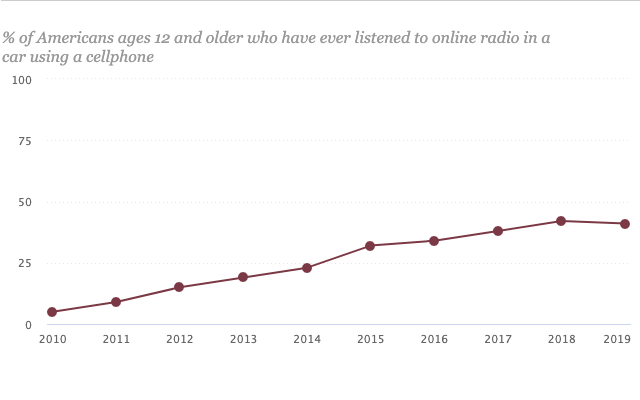 % of Americans ages 12 and older who have ever listened to online radio in a
car using a cellphone
100
75
50
25
0
2010 2011 2012 2013 2014 2015 2016 2017 2018 2019